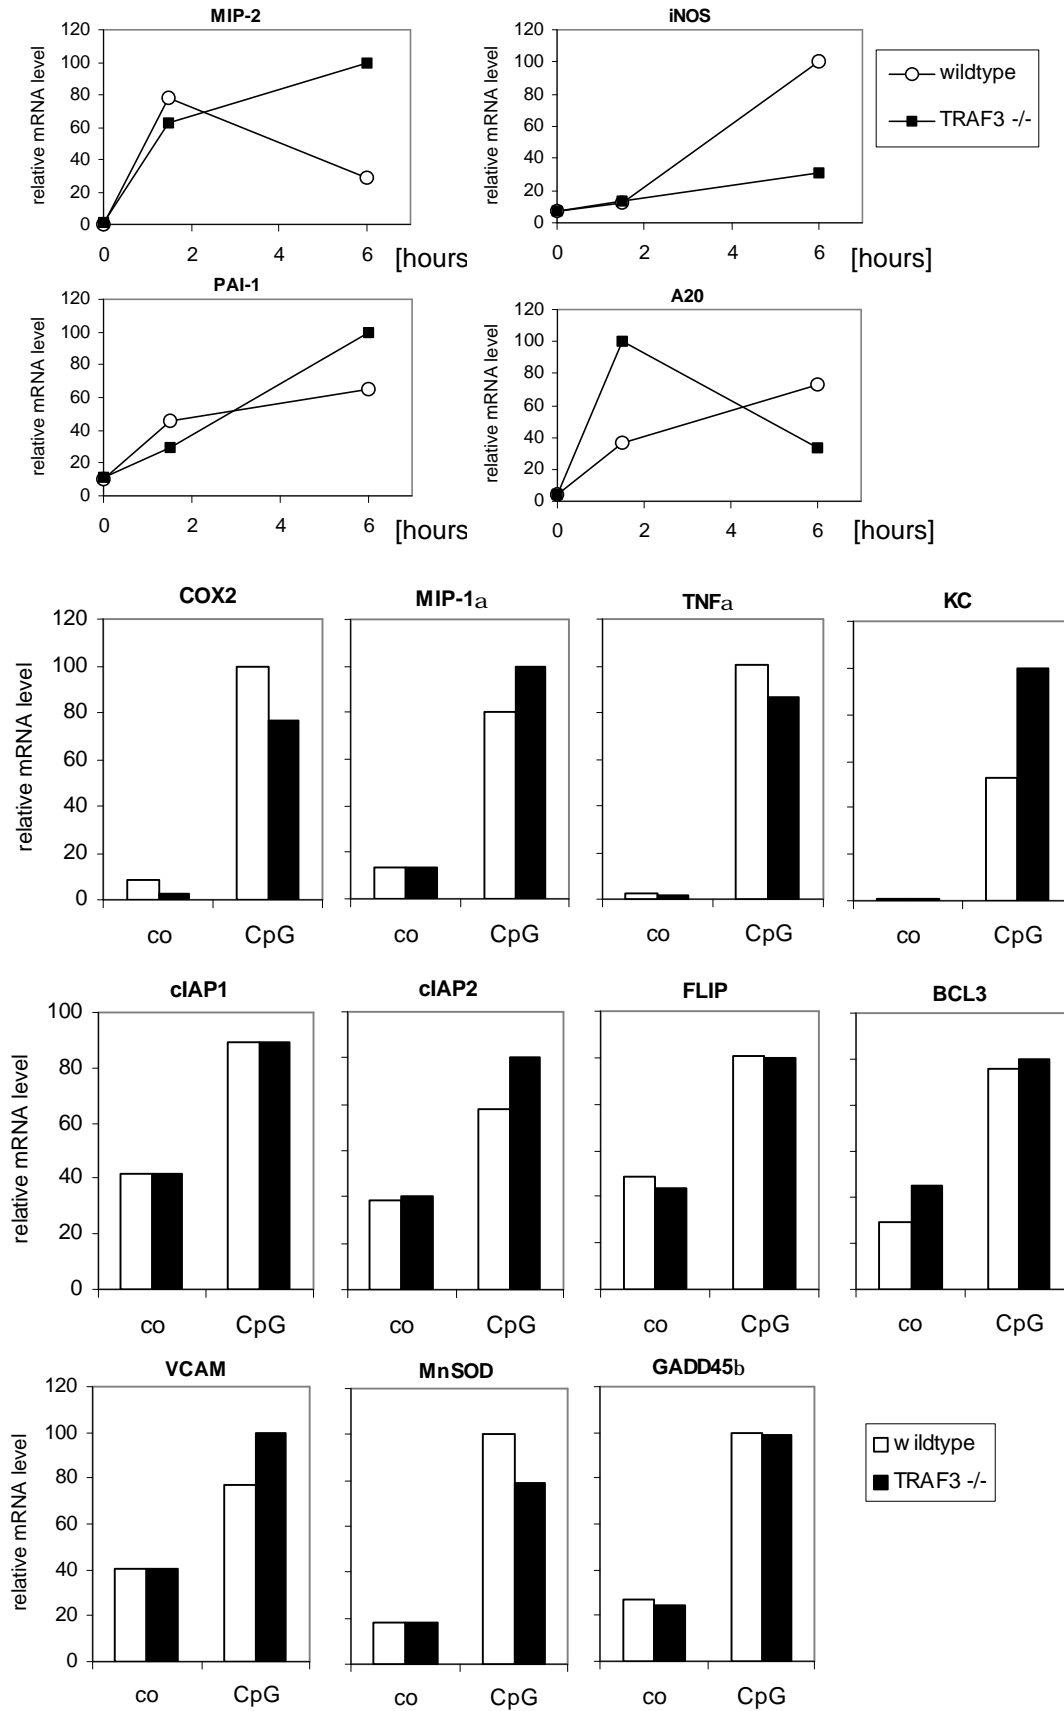 MIP-2
iNOS
relative mRNA level
120
100
80
60
40
20
0
0 2 4 6 [hours
relative mRNA level
120
100
80
60
40
20
0
0 2 4 6 [hours]
wildtype
TRAF3 -/-
PAI-1
A20
relative mRNA level
120
100
80
60
40
20
0
0 2 4 6 [hours
relative mRNA level
120
100
80
60
40
20
0
0 2 4 6 [hours]
COX2 MIP-1a TNFa KC
relative mRNA level
120
100
80
60
40
20
0
co CpG co CpG co CpG co CpG
cIAP1 cIAP2 FLIP BCL3
relative mRNA level
100
80
60
40
20
0
co CpG co CpG co CpG co CpG
VCAM MnSOD GADD45b
relative mRNA level
120
100
80
60
40
20
0
co CpG co CpG co CpG
wildtype
TRAF3 -/-